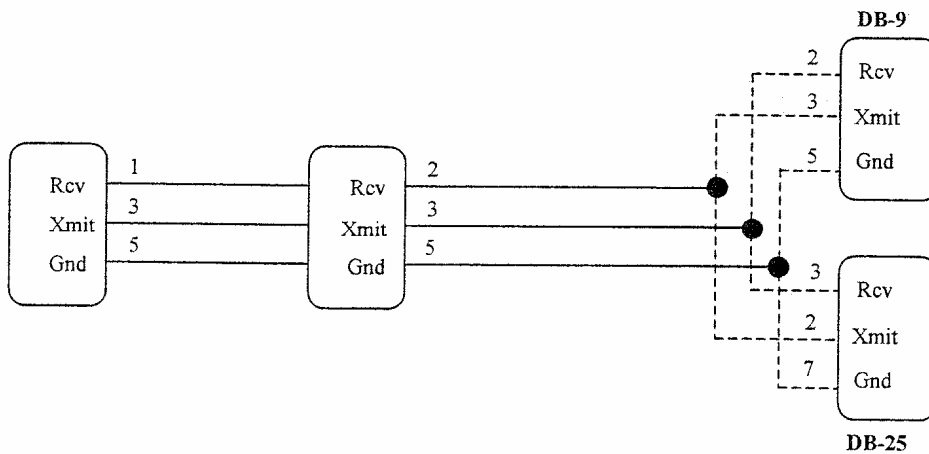 DB-9
2
Rcv
3
Xmit
5
Gnd
1
Rcv
3
Xmit
5
Gnd
2
Rcv
3
Xmit
5
Gnd
3
Rcv
2
Xmit
7
Gnd
DB-25